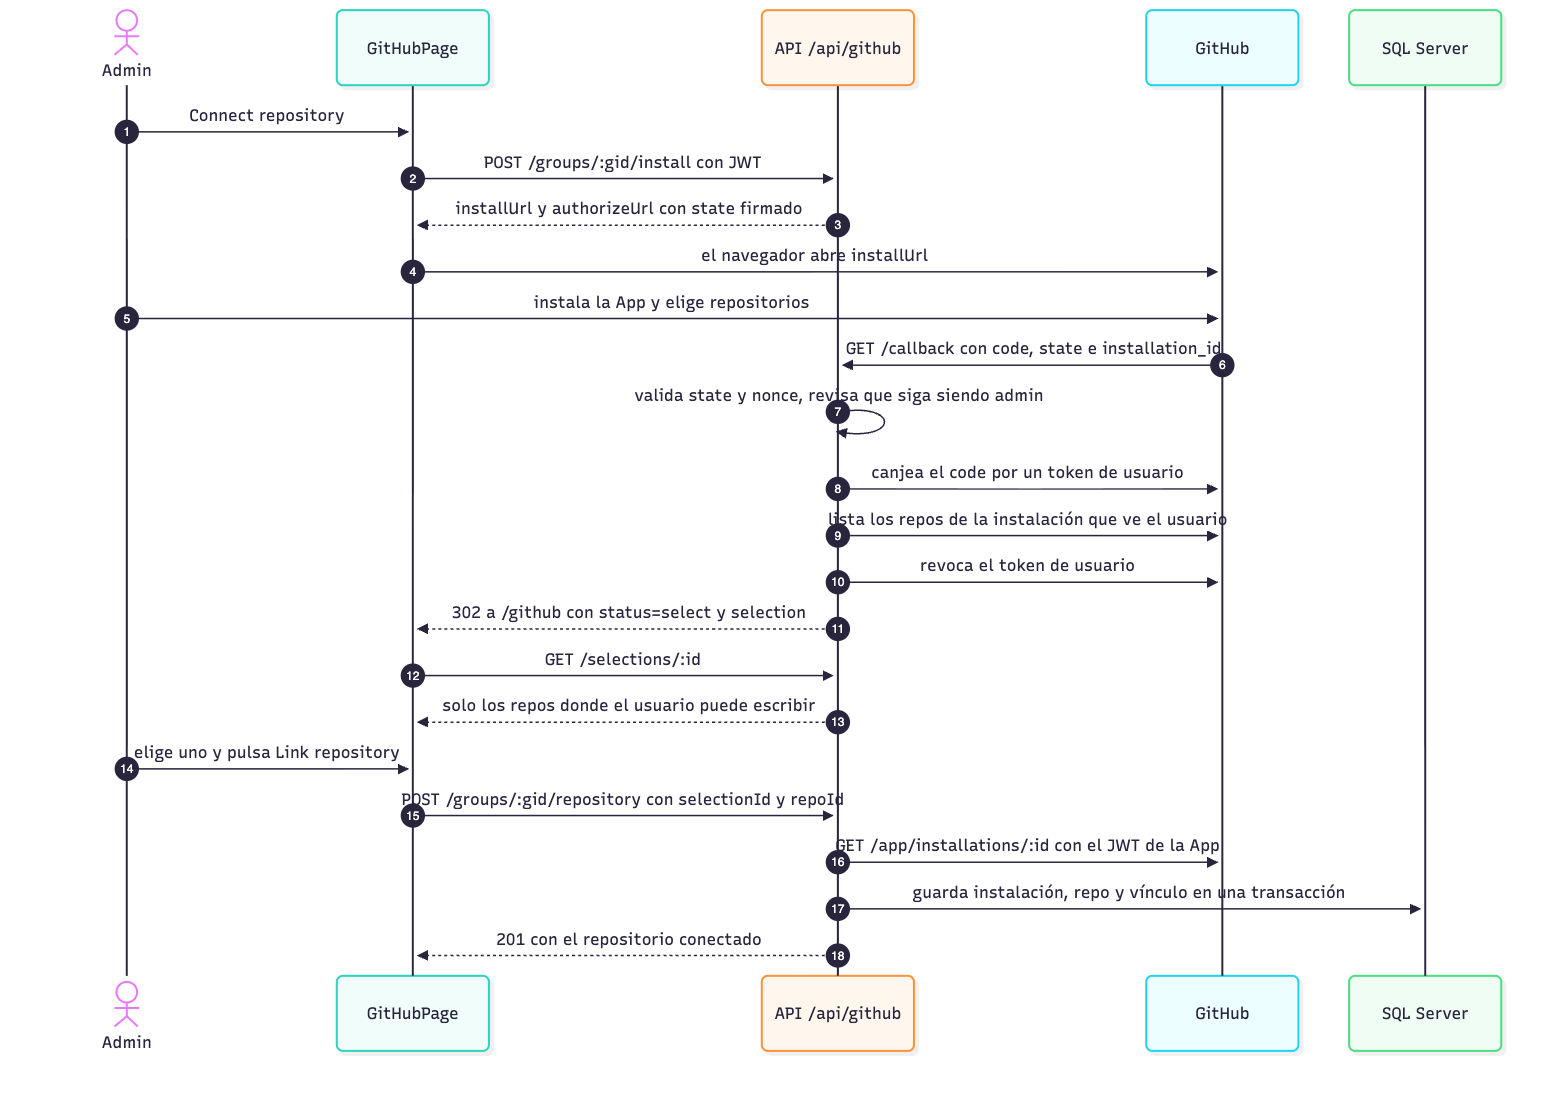 GitHubPage
API /api/github
GitHub
SQL Server
Admin
Connect repository
1
POST /groups/:gid/install con JWT
2
installUrl y authorizeUrl con state firmado
3
el navegador abre installUrl
4
instala la App y elige repositorios
5
GET /callback con code, state e installation_id
6
valida state y nonce, revisa que siga siendo admin
7
canjea el code por un token de usuario
8
lista los repos de la instalación que ve el usuario
9
revoca el token de usuario
10
302 a /github con status=select y selection
11
GET /selections/:id
12
solo los repos donde el usuario puede escribir
13
elige uno y pulsa Link repository
14
POST /groups/:gid/repository con selectionId y repoId
15
GET /app/installations/:id con el JWT de la App
16
guarda instalación, repo y vínculo en una transacción
17
201 con el repositorio conectado
18
GitHubPage
API /api/github
GitHub
SQL Server
Admin